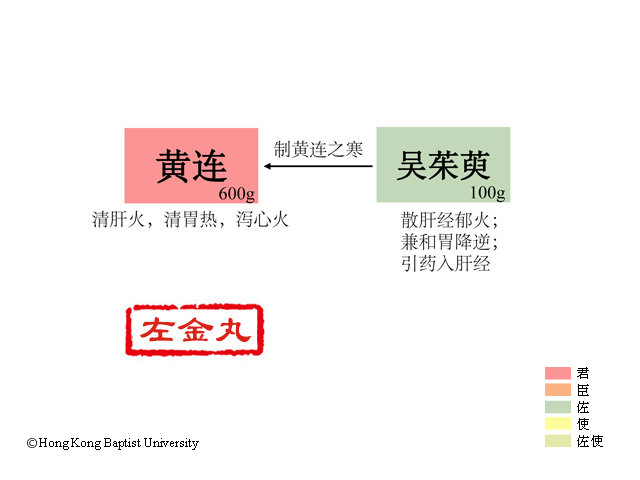 黄连
600g
制黄连之寒
吴茱萸
100g
清肝火，清胃热，泻心火
散肝经郁火；
兼和胃降逆；
引药入肝经
左金丸
君
臣
佐
使
佐使
©Hong Kong Baptist University